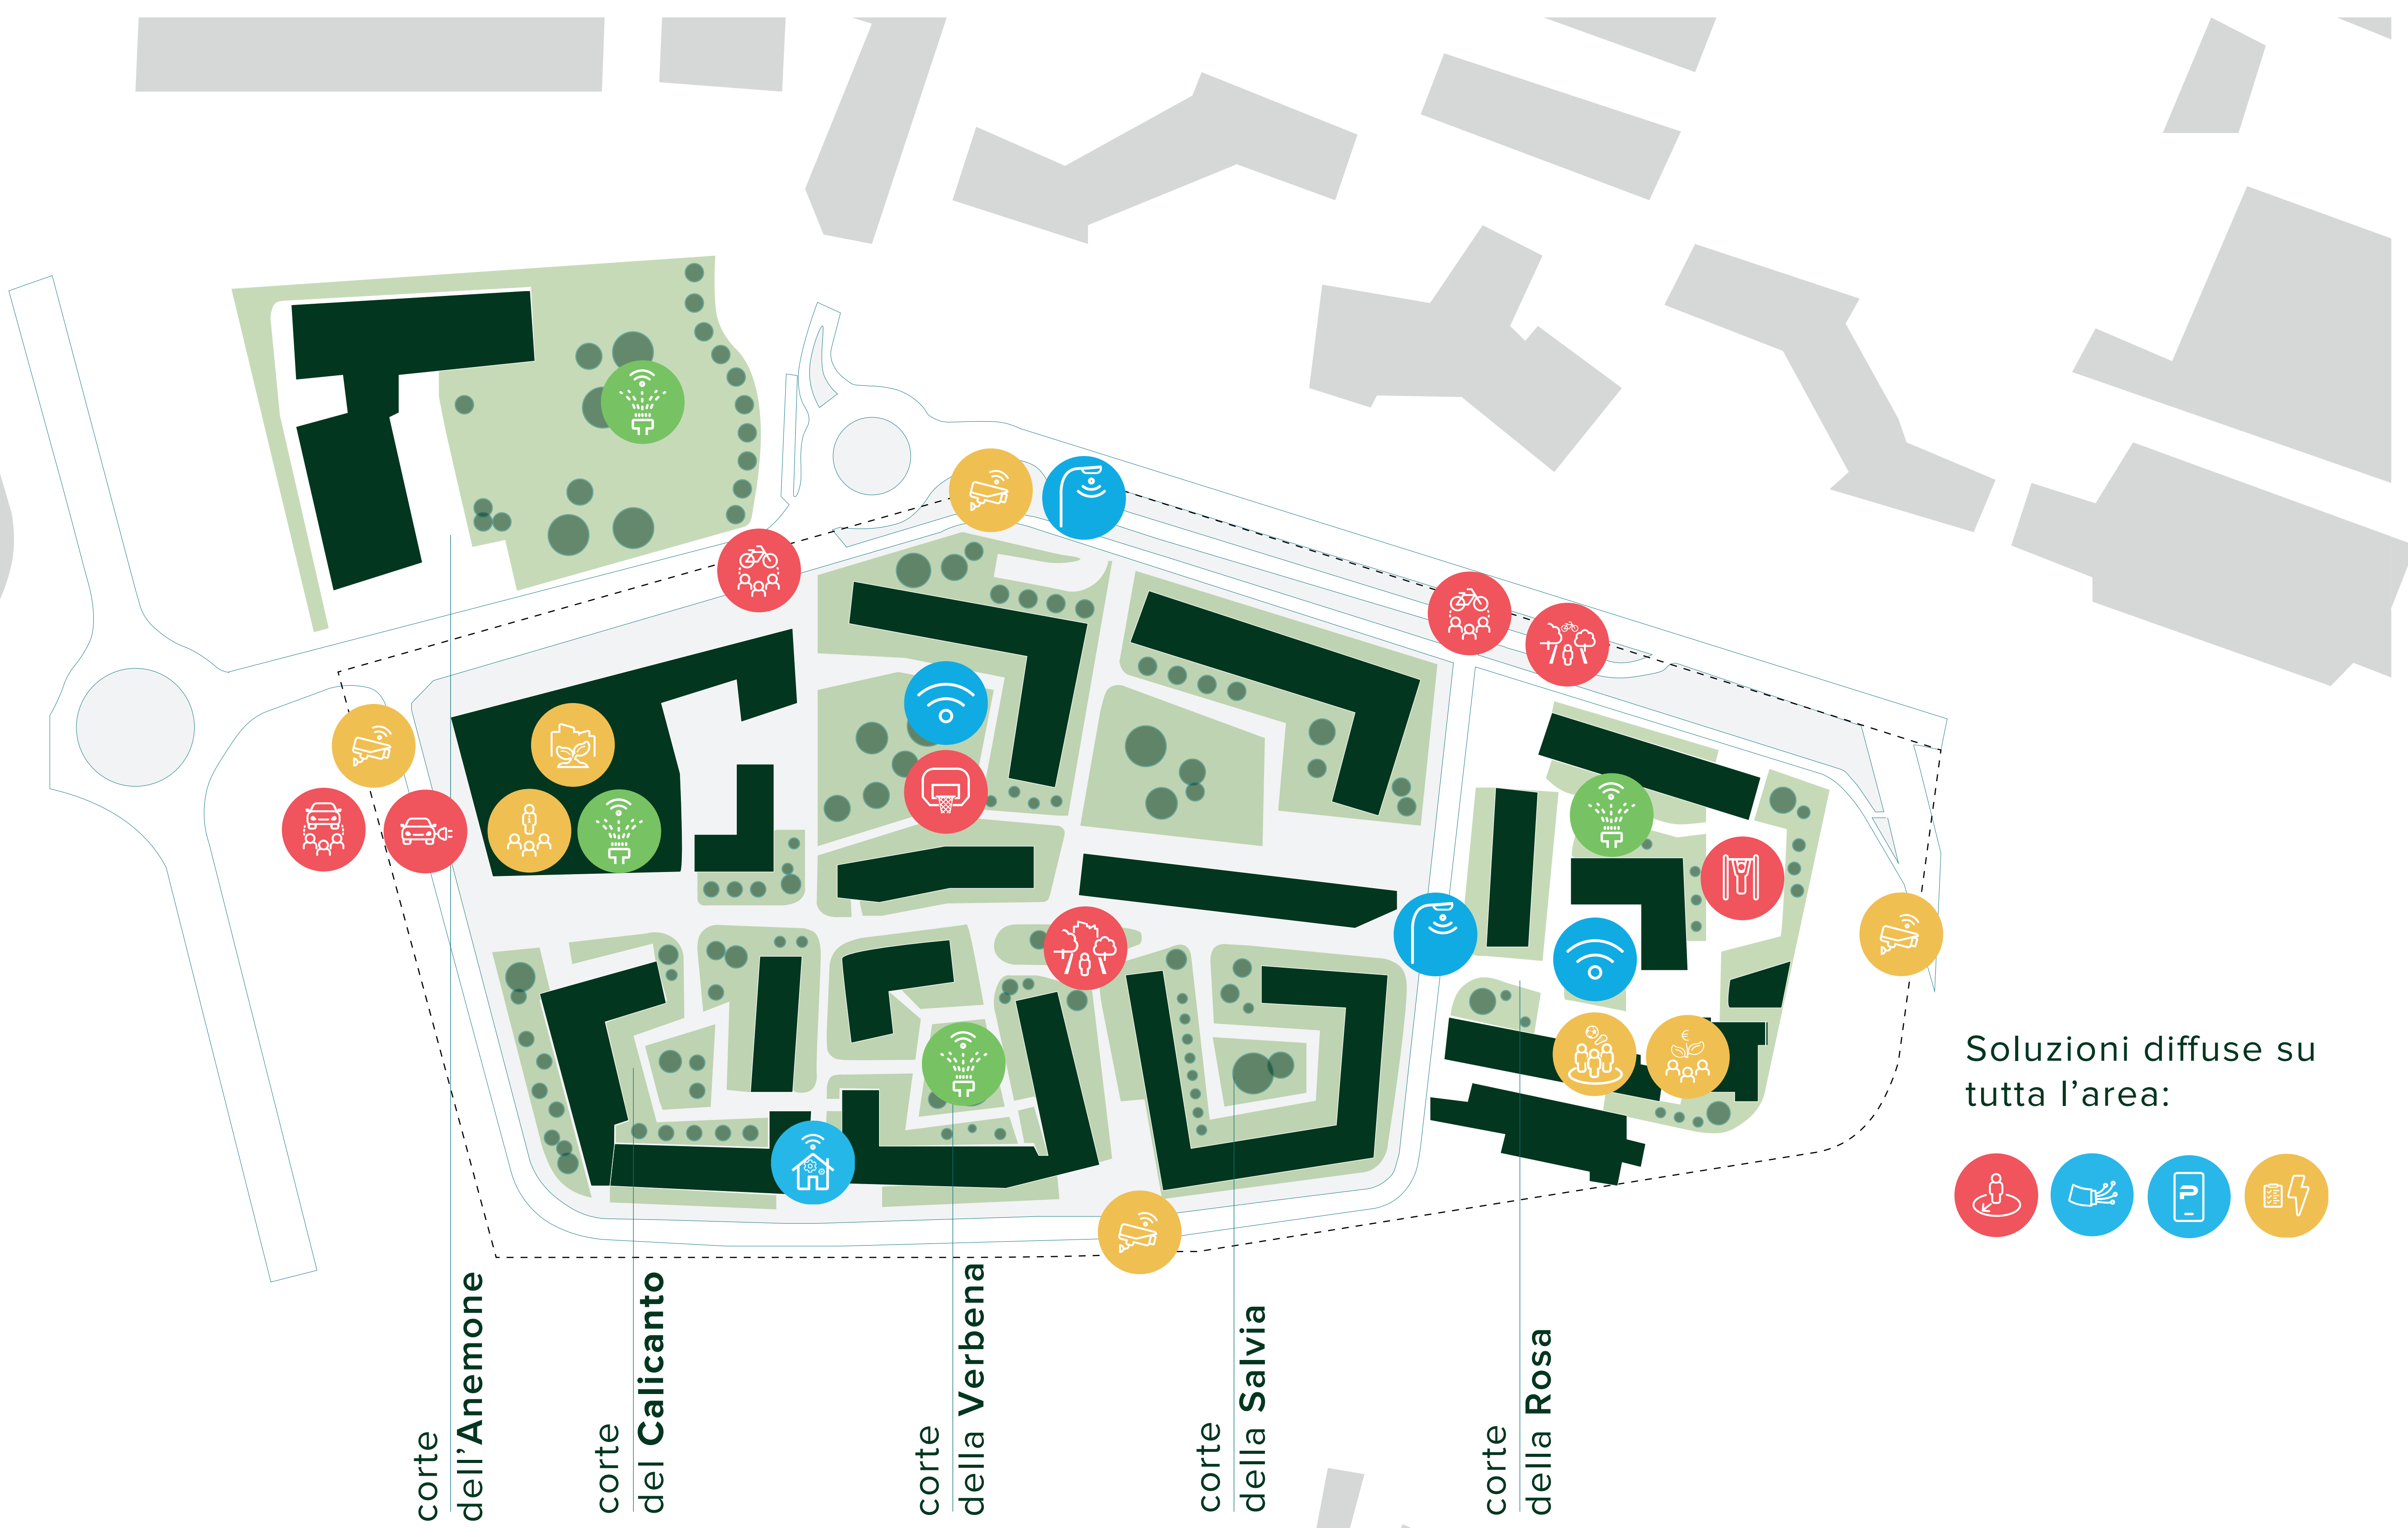 Soluzioni diffuse su
tutta l'area:
corte
dell'Anemone
corte
del Calicanto
corte
della Verbena
corte
della Salvia
corte
della Rosa